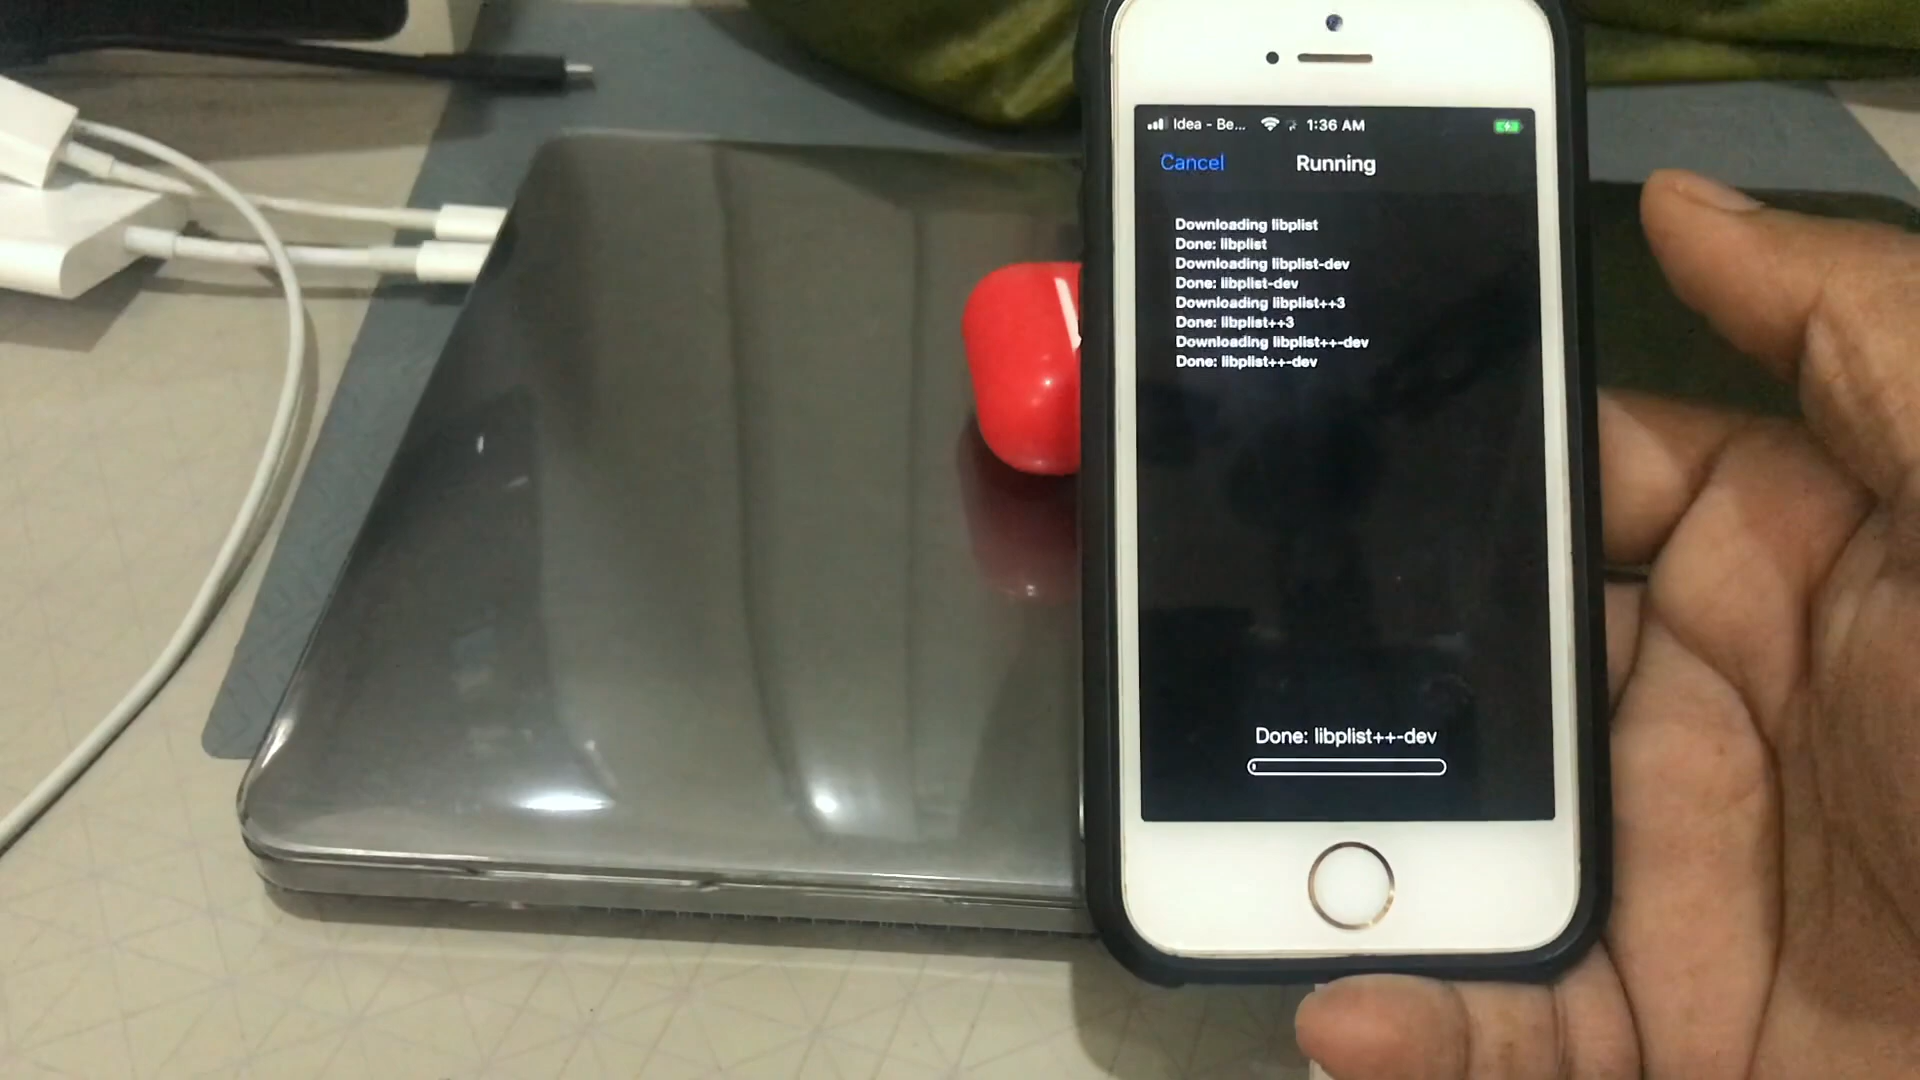 Idea - Be... 1:36 AM
Cancel Running
Downloading libplist
Done: libplist
Downloading libplist-dev
Done: libplist-dev
Downloading libplist++3
Done: libplist++3
Downloading libplist++-dev
Done: libplist++-dev
Done: libplist++-dev